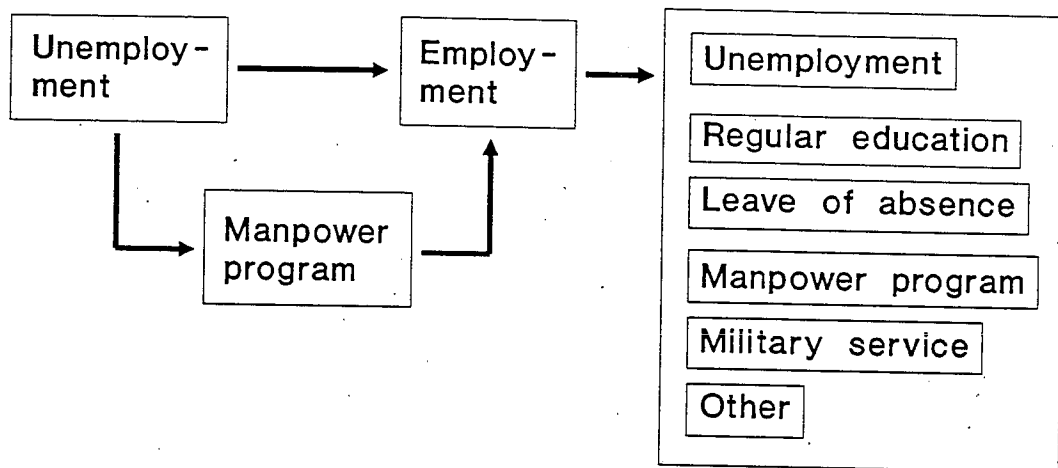 Unemploy-
ment
Employ-
ment
Manpower
program
Unemployment
Regular education
Leave of absence
Manpower program
Military service
Other